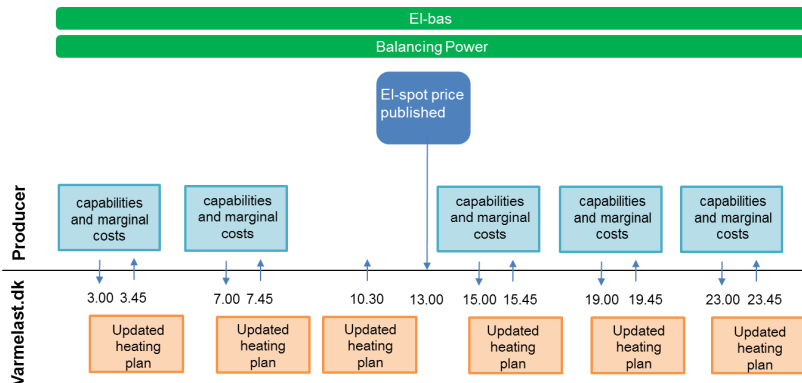 El-bas
Balancing Power
El-spot price
published
Producer
capabilities
and marginal
costs
capabilities
and marginal
costs
capabilities
and marginal
costs
capabilities
and marginal
costs
capabilities
and marginal
costs
Varmelast.dk
3.00 3.45 7.00 7.45 10.30 13.00 15.00 15.45 19.00 19.45 23.00 23.45
Updated
heating
plan
Updated
heating
plan
Updated
heating
plan
Updated
heating
plan
Updated
heating
plan
Updated
heating
plan